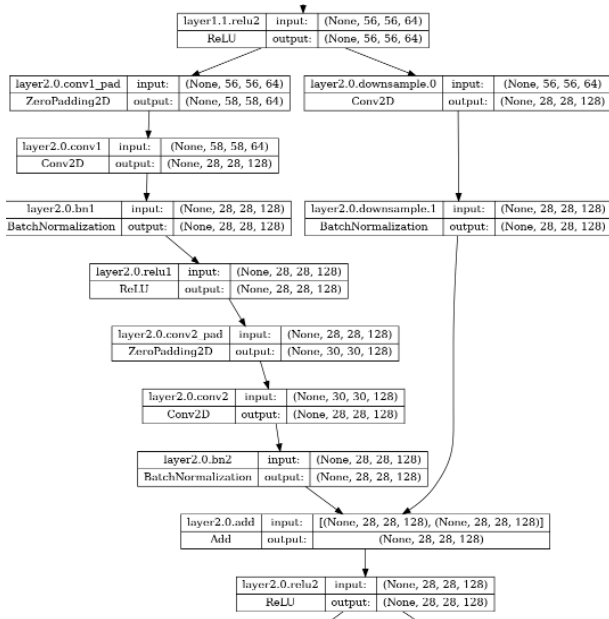 layer1.1.relu2 input: (None, 56, 56, 64)
ReLU output: (None, 56, 56, 64)
layer2.0.conv1_pad input: (None, 56, 56, 64)
ZeroPadding2D output: (None, 58, 58, 64)
layer2.0.downsample.0 input: (None, 56, 56, 64)
Conv2D output: (None, 28, 28, 128)
layer2.0.conv1 input: (None, 58, 58, 64)
Conv2D output: (None, 28, 28, 128)
layer2.0.bn1 input: (None, 28, 28, 128)
BatchNormalization output: (None, 28, 28, 128)
layer2.0.downsample.1 input: (None, 28, 28, 128)
BatchNormalization output: (None, 28, 28, 128)
layer2.0.relu1 input: (None, 28, 28, 128)
ReLU output: (None, 28, 28, 128)
layer2.0.conv2_pad input: (None, 28, 28, 128)
ZeroPadding2D output: (None, 30, 30, 128)
layer2.0.conv2 input: (None, 30, 30, 128)
Conv2D output: (None, 28, 28, 128)
layer2.0.bn2 input: (None, 28, 28, 128)
BatchNormalization output: (None, 28, 28, 128)
layer2.0.add input: [(None, 28, 28, 128), (None, 28, 28, 128)]
Add output: (None, 28, 28, 128)
layer2.0.relu2 input: (None, 28, 28, 128)
ReLU output: (None, 28, 28, 128)